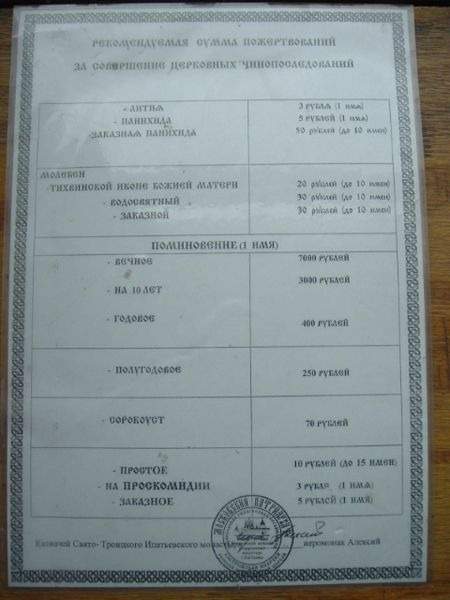 РЕКОМЕНДУЕМАЯ СУММА ПОЖЕРТВОВАНИЙ
ЗА СОВЕРШЕНИЕ ЦЕРКОВНЫХ ЧИНОПОСЛЕДОВАНИЙ
- ЛИТИЯ 3 РУБЛЯ (1 ИМЯ)
- ПАНИХИДА 5 РУБЛЕЙ (1 ИМЯ)
-ЗАКАЗНАЯ ПАНИХИДА 50 РУБЛЕЙ (ДО 10 ИМЕН)
МОЛЕБЕН
- ТИХВИНСКОЙ ИКОНЕ БОЖИЕЙ МАТЕРИ 20 РУБЛЕЙ (ДО 10 ИМЕН)
- ВОДОСВЯТНЫЙ 30 РУБЛЕЙ (ДО 10 ИМЕН)
- ЗАКАЗНОЙ 30 РУБЛЕЙ (ДО 10 ИМЕН)
ПОМИНОВЕНИЕ (1 ИМЯ)
- ВЕЧНОЕ 7000 РУБЛЕЙ
- НА 10 ЛЕТ 3000 РУБЛЕЙ
- ГОДОВОЕ 400 РУБЛЕЙ
- ПОЛУГОДОВОЕ 250 РУБЛЕЙ
- СОРОКОУСТ 70 РУБЛЕЙ
- ПРОСТОЕ 10 РУБЛЕЙ (ДО 15 ИМЕН)
- НА ПРОСКОМИДИИ 3 РУБЛЯ (1 ИМЯ)
- ЗАКАЗНОЕ 5 РУБЛЕЙ (1 ИМЯ)
МОСКОВСКИЙ ПАТРИАРХАТ
Казначей Свято-Троицкого Ипатьевского монастыря иеромонах Алексий